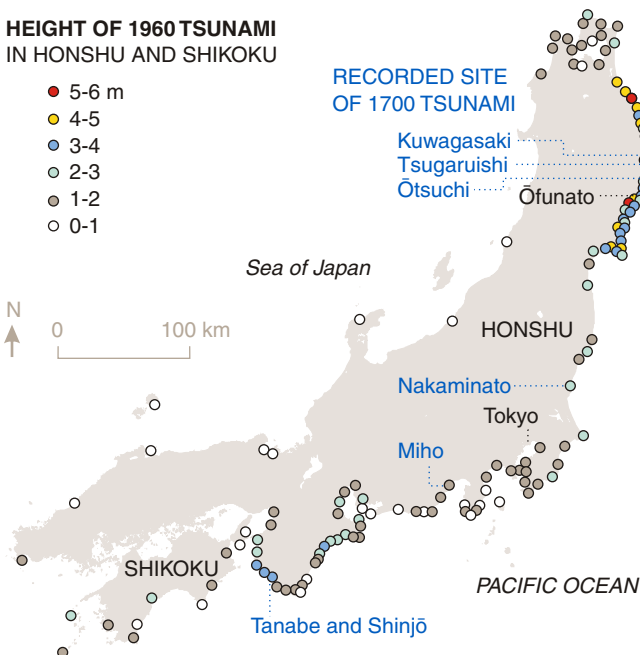 HEIGHT OF 1960 TSUNAMI
IN HONSHU AND SHIKOKU
5-6 m
4-5
3-4
2-3
1-2
0-1
RECORDED SITE
OF 1700 TSUNAMI
Kuwagasaki
Tsugaruishi
Ōtsuchi
Ōfunato
Sea of Japan
N
0 100 km
HONSHU
Nakaminato
Tokyo
Miho
SHIKOKU
PACIFIC OCEAN
Tanabe and Shinjō